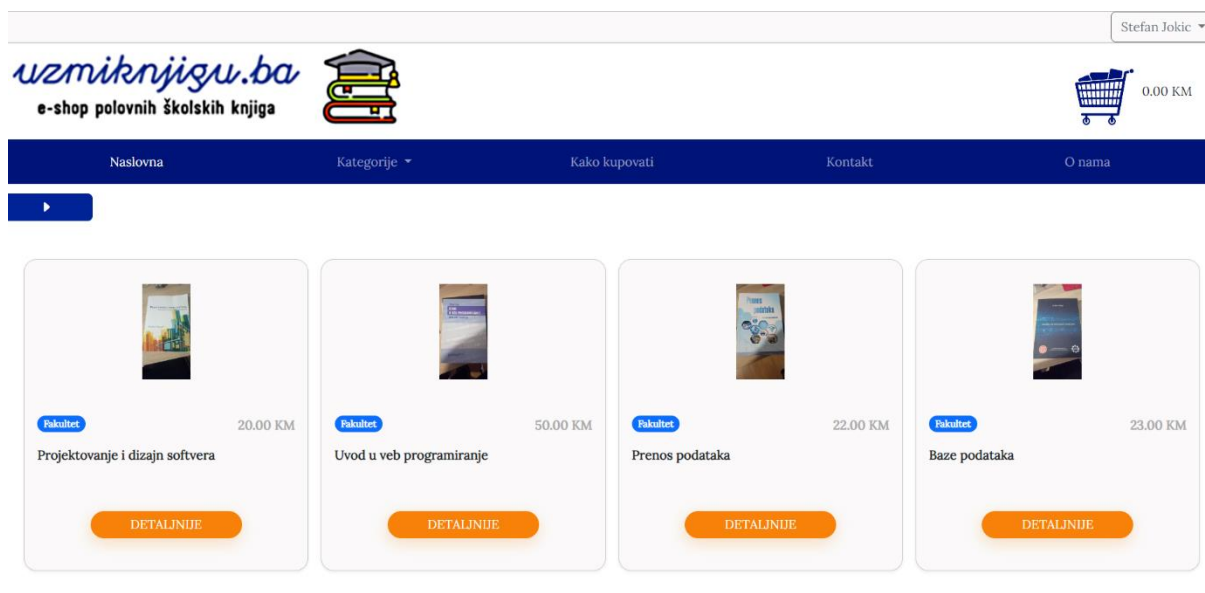 Stefan Jokic
uzmiknjigu.ba
e-shop polovnih školskih knjiga
0.00 KM
Naslovna Kategorije Kako kupovati Kontakt O nama
Prenos
podataka
Fakultet 20.00 KM
Projektovanje i dizajn softvera
DETALJNIJE
Fakultet 50.00 KM
Uvod u veb programiranje
DETALJNIJE
Fakultet 22.00 KM
Prenos podataka
DETALJNIJE
Fakultet 23.00 KM
Baze podataka
DETALJNIJE